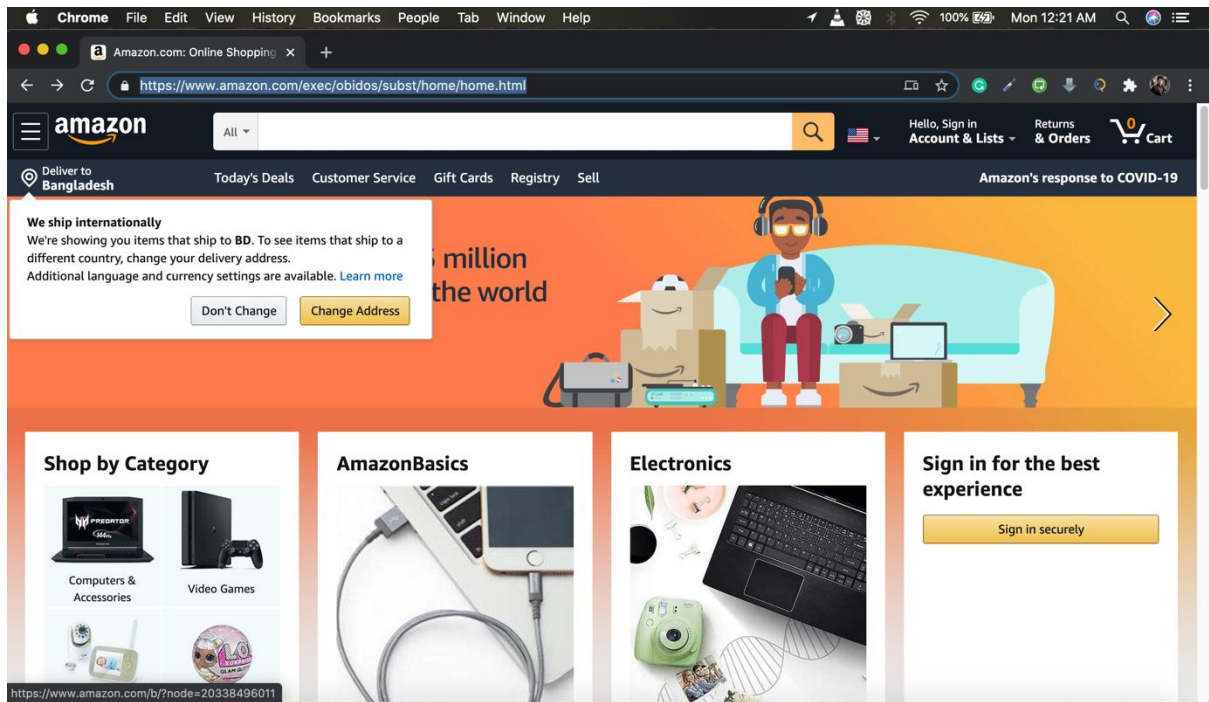 Chrome File Edit View History Bookmarks People Tab Window Help 100% Mon 12:21 AM
a Amazon.com: Online Shopping
https://www.amazon.com/exec/obidos/subst/home/home.html
amazon All Hello, Sign in Returns 0
Account & Lists & Orders Cart
Deliver to
Bangladesh Today's Deals Customer Service Gift Cards Registry Sell Amazon's response to COVID-19
We ship internationally
We're showing you items that ship to BD. To see items that ship to a
different country, change your delivery address.
Additional language and currency settings are available. Learn more
Don't Change Change Address
million
the world
Shop by Category
PREDATOR
Computers &
Accessories
Video Games
AmazonBasics
Electronics
Sign in for the best
experience
Sign in securely
https://www.amazon.com/b/?node=20338496011